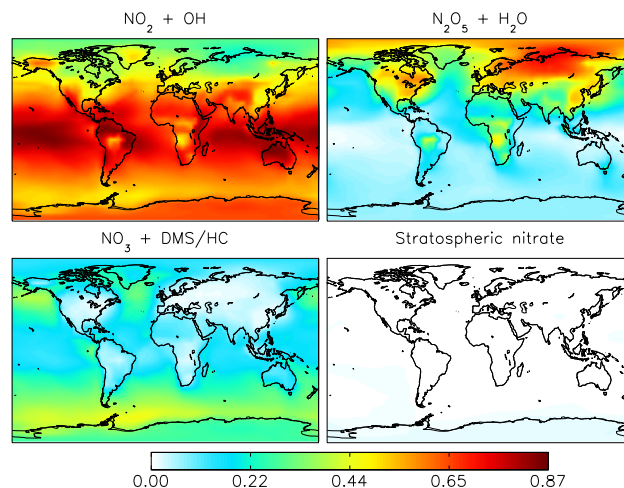 NO₂ + OH
N₂O₅ + H₂O
NO₃ + DMS/HC
Stratospheric nitrate
0.00 0.22 0.44 0.65 0.87